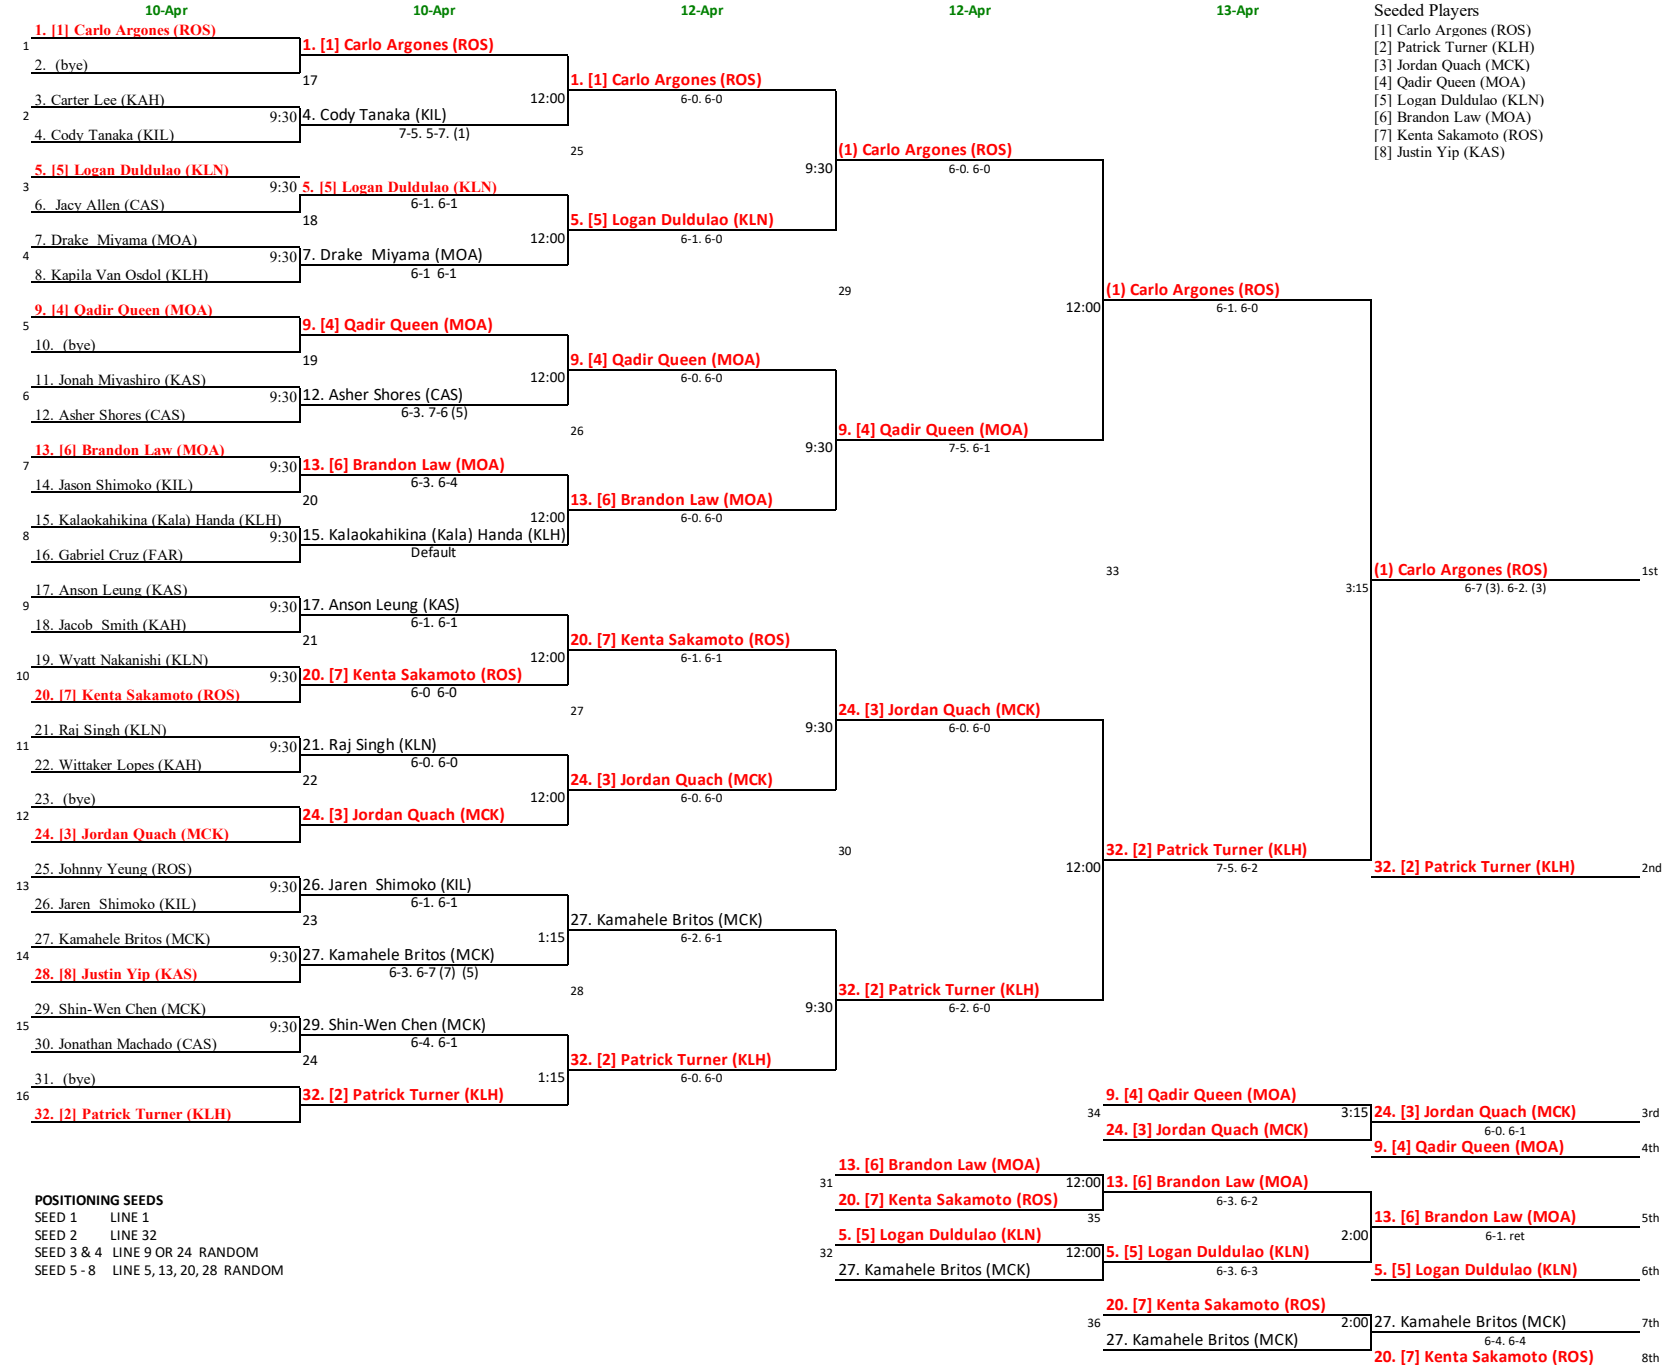 10-Apr
10-Apr
12-Apr
12-Apr
13-Apr
Seeded Players
[1] Carlo Argones (ROS)
[2] Patrick Turner (KLH)
[3] Jordan Quach (MCK)
[4] Qadir Queen (MOA)
[5] Logan Duldulao (KLN)
[6] Brandon Law (MOA)
[7] Kenta Sakamoto (ROS)
[8] Justin Yip (KAS)
1. [1] Carlo Argones (ROS)
1
2. (bye)
3. Carter Lee (KAH)
2
9:30
4. Cody Tanaka (KIL)
5. [5] Logan Duldulao (KLN)
3
9:30
6. Jacy Allen (CAS)
7. Drake Miyama (MOA)
4
9:30
8. Kapila Van Osdol (KLH)
9. [4] Qadir Queen (MOA)
5
10. (bye)
11. Jonah Miyashiro (KAS)
6
9:30
12. Asher Shores (CAS)
13. [6] Brandon Law (MOA)
7
9:30
14. Jason Shimoko (KIL)
15. Kalaokahikina (Kala) Handa (KLH)
8
9:30
16. Gabriel Cruz (FAR)
17. Anson Leung (KAS)
9
9:30
18. Jacob Smith (KAH)
19. Wyatt Nakanishi (KLN)
10
9:30
20. [7] Kenta Sakamoto (ROS)
21. Raj Singh (KLN)
11
9:30
22. Wittaker Lopes (KAH)
23. (bye)
12
24. [3] Jordan Quach (MCK)
25. Johnny Yeung (ROS)
13
9:30
26. Jaren Shimoko (KIL)
27. Kamahele Britos (MCK)
14
9:30
28. [8] Justin Yip (KAS)
29. Shin-Wen Chen (MCK)
15
9:30
30. Jonathan Machado (CAS)
31. (bye)
16
32. [2] Patrick Turner (KLH)
1. [1] Carlo Argones (ROS)
17
12:00
4. Cody Tanaka (KIL)
7-5. 5-7. (1)
5. [5] Logan Duldulao (KLN)
6-1. 6-1
18
12:00
7. Drake Miyama (MOA)
6-1 6-1
9. [4] Qadir Queen (MOA)
19
12:00
12. Asher Shores (CAS)
6-3. 7-6 (5)
13. [6] Brandon Law (MOA)
6-3. 6-4
20
12:00
15. Kalaokahikina (Kala) Handa (KLH)
Default
17. Anson Leung (KAS)
6-1. 6-1
21
12:00
20. [7] Kenta Sakamoto (ROS)
6-0 6-0
21. Raj Singh (KLN)
6-0. 6-0
22
12:00
24. [3] Jordan Quach (MCK)
26. Jaren Shimoko (KIL)
6-1. 6-1
23
1:15
27. Kamahele Britos (MCK)
6-3. 6-7 (7) (5)
29. Shin-Wen Chen (MCK)
6-4. 6-1
24
1:15
32. [2] Patrick Turner (KLH)
1. [1] Carlo Argones (ROS)
6-0. 6-0
25
9:30
5. [5] Logan Duldulao (KLN)
6-1. 6-0
9. [4] Qadir Queen (MOA)
6-0. 6-0
26
9:30
13. [6] Brandon Law (MOA)
6-0. 6-0
20. [7] Kenta Sakamoto (ROS)
6-1. 6-1
27
9:30
24. [3] Jordan Quach (MCK)
6-0. 6-0
27. Kamahele Britos (MCK)
6-2. 6-1
28
9:30
32. [2] Patrick Turner (KLH)
6-0. 6-0
(1) Carlo Argones (ROS)
6-0. 6-0
29
12:00
9. [4] Qadir Queen (MOA)
7-5. 6-1
24. [3] Jordan Quach (MCK)
6-0. 6-0
30
12:00
32. [2] Patrick Turner (KLH)
6-2. 6-0
(1) Carlo Argones (ROS)
6-1. 6-0
33
3:15
32. [2] Patrick Turner (KLH)
7-5. 6-2
(1) Carlo Argones (ROS)
1st
6-7 (3). 6-2. (3)
32. [2] Patrick Turner (KLH)
2nd
9. [4] Qadir Queen (MOA)
34
3:15
24. [3] Jordan Quach (MCK)
24. [3] Jordan Quach (MCK)
3rd
6-0. 6-1
9. [4] Qadir Queen (MOA)
4th
13. [6] Brandon Law (MOA)
31
12:00
20. [7] Kenta Sakamoto (ROS)
5. [5] Logan Duldulao (KLN)
32
12:00
27. Kamahele Britos (MCK)
13. [6] Brandon Law (MOA)
6-3. 6-2
35
2:00
5. [5] Logan Duldulao (KLN)
6-3. 6-3
13. [6] Brandon Law (MOA)
5th
6-1. ret
5. [5] Logan Duldulao (KLN)
6th
20. [7] Kenta Sakamoto (ROS)
36
2:00
27. Kamahele Britos (MCK)
27. Kamahele Britos (MCK)
7th
6-4. 6-4
20. [7] Kenta Sakamoto (ROS)
8th
POSITIONING SEEDS
SEED 1 LINE 1
SEED 2 LINE 32
SEED 3 & 4 LINE 9 OR 24 RANDOM
SEED 5 - 8 LINE 5, 13, 20, 28 RANDOM